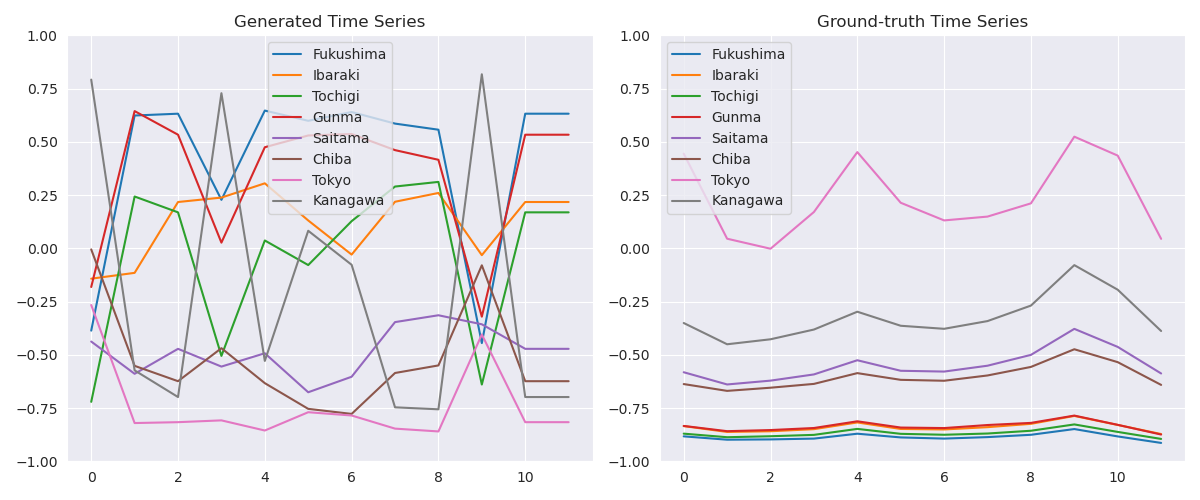 Generated Time Series
1.00
0.75
0.50
0.25
0.00
−0.25
−0.50
−0.75
−1.00
0 2 4 6 8 10
Fukushima
Ibaraki
Tochigi
Gunma
Saitama
Chiba
Tokyo
Kanagawa
Ground-truth Time Series
1.00
0.75
0.50
0.25
0.00
−0.25
−0.50
−0.75
−1.00
0 2 4 6 8 10
Fukushima
Ibaraki
Tochigi
Gunma
Saitama
Chiba
Tokyo
Kanagawa